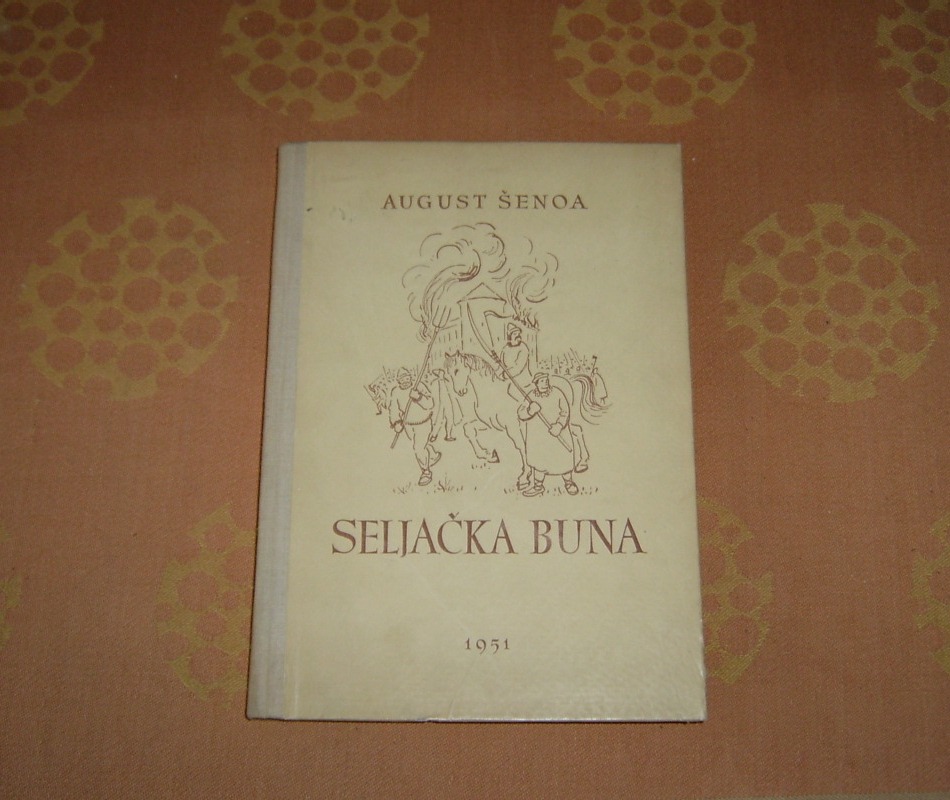 AUGUST ŠENOA
SELJAČKA BUNA
1951